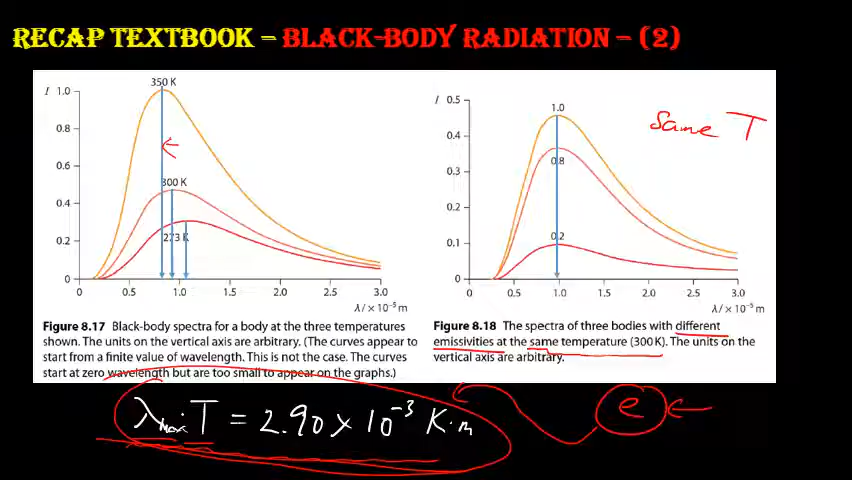 RECAP TEXTBOOK – BLACK-BODY RADIATION – (2)
I 1.0
0.8
0.6
0.4
0.2
0
350 K
300 K
273 K
0 0.5 1.0 1.5 2.0 2.5 3.0
λ/× 10⁻⁵ m
Figure 8.17 Black-body spectra for a body at the three temperatures
shown. The units on the vertical axis are arbitrary. (The curves appear to
start from a finite value of wavelength. This is not the case. The curves
start at zero wavelength but are too small to appear on the graphs.)
I 0.5
0.4
0.3
0.2
0.1
0
1.0
0.8
0.2
Same T
0 0.5 1.0 1.5 2.0 2.5 3.0
λ/× 10⁻⁵ m
Figure 8.18 The spectra of three bodies with different
emissivities at the same temperature (300 K). The units on the
vertical axis are arbitrary.
λmax T = 2.90 × 10⁻³ K·m
e